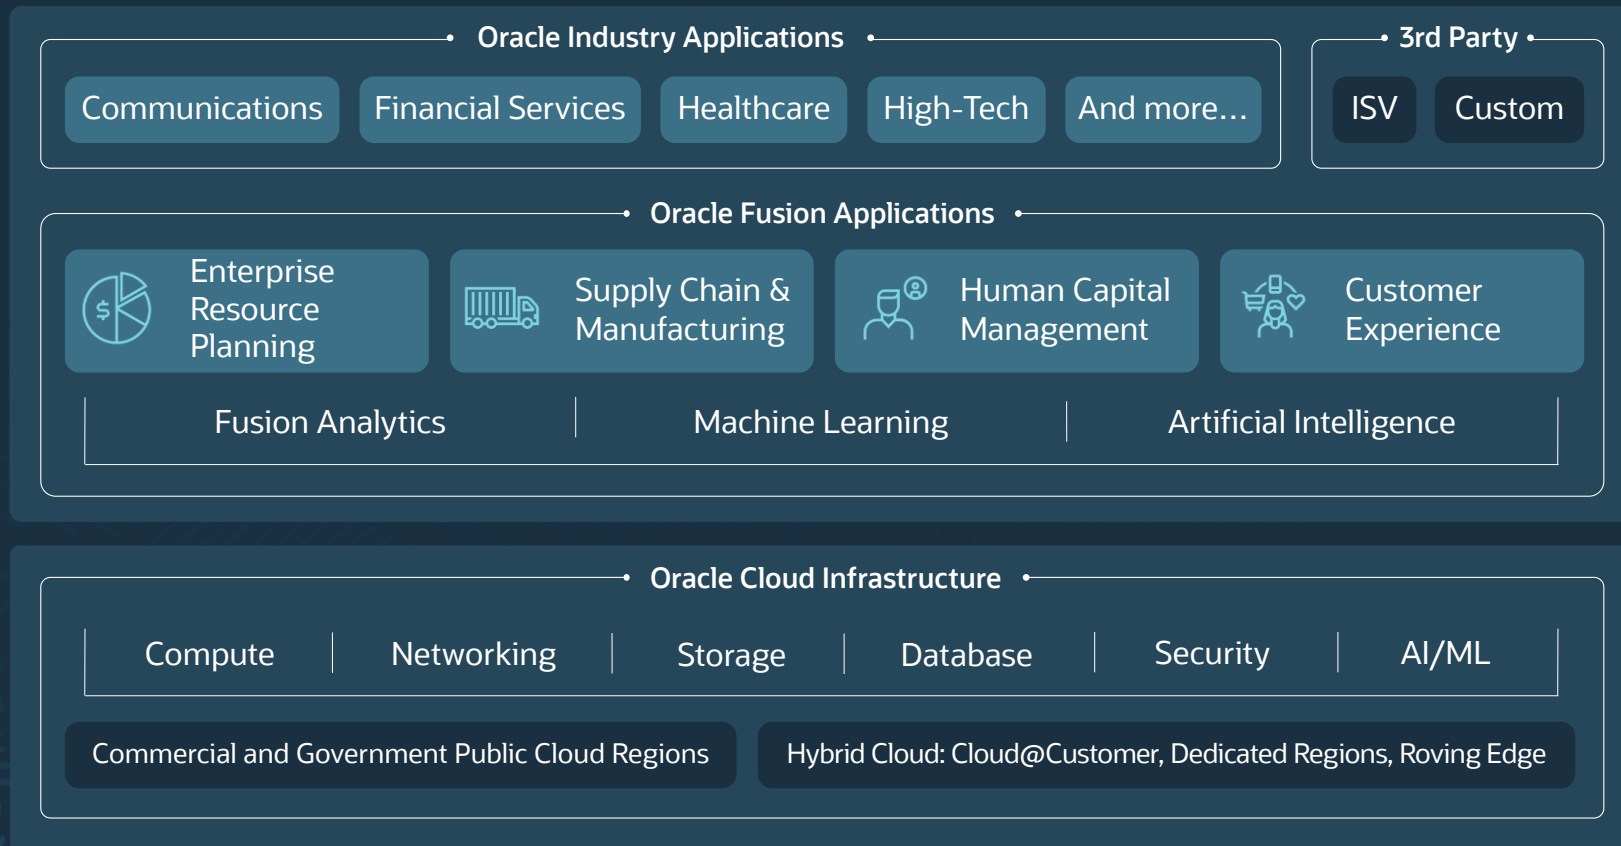 Oracle Industry Applications
3rd Party
Communications
Financial Services
Healthcare
High-Tech
And more...
ISV
Custom
Oracle Fusion Applications
Enterprise
Resource
Planning
Supply Chain &
Manufacturing
Human Capital
Management
Customer
Experience
Fusion Analytics
Machine Learning
Artificial Intelligence
Oracle Cloud Infrastructure
Compute
Networking
Storage
Database
Security
AI/ML
Commercial and Government Public Cloud Regions
Hybrid Cloud: Cloud@Customer, Dedicated Regions, Roving Edge